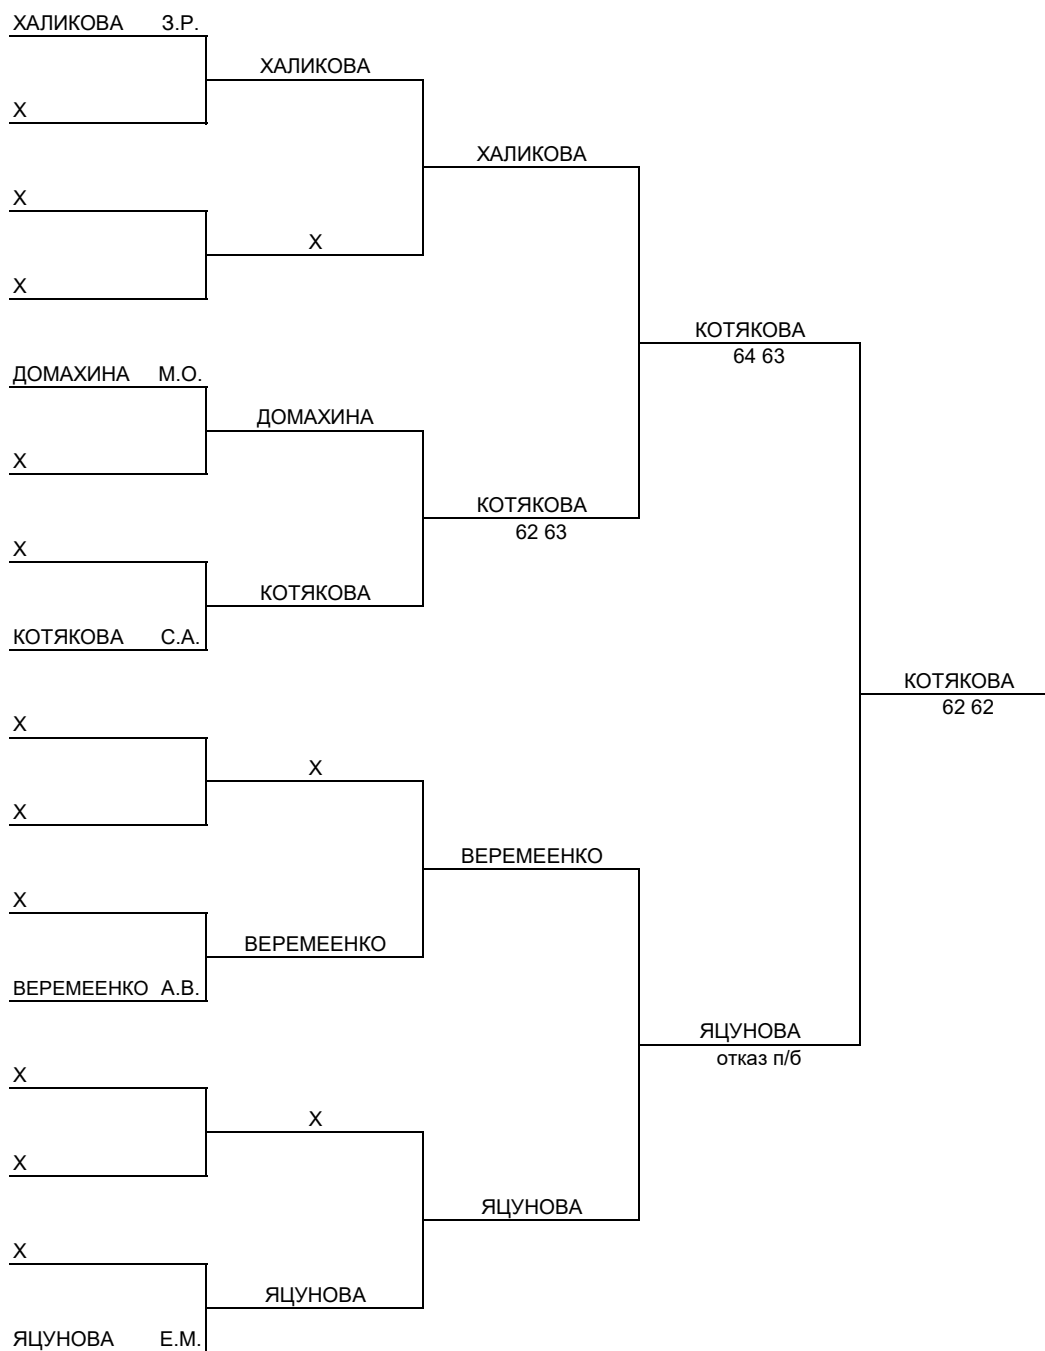 ХАЛИКОВА З.Р.
ХАЛИКОВА
Х
ХАЛИКОВА
Х
Х
Х
КОТЯКОВА
64 63
ДОМАХИНА М.О.
ДОМАХИНА
Х
КОТЯКОВА
62 63
Х
КОТЯКОВА
КОТЯКОВА С.А.
КОТЯКОВА
62 62
Х
Х
Х
ВЕРЕМЕЕНКО
Х
ВЕРЕМЕЕНКО
ВЕРЕМЕЕНКО А.В.
ЯЦУНОВА
отказ п/б
Х
Х
Х
ЯЦУНОВА
Х
ЯЦУНОВА
ЯЦУНОВА Е.М.